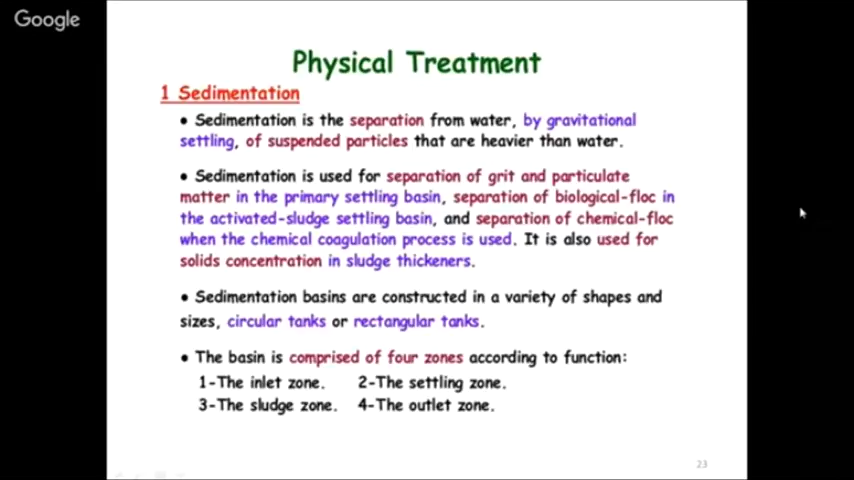 Google
Physical Treatment
1 Sedimentation
• Sedimentation is the separation from water, by gravitational
settling, of suspended particles that are heavier than water.
• Sedimentation is used for separation of grit and particulate
matter in the primary settling basin, separation of biological-floc in
the activated-sludge settling basin, and separation of chemical-floc
when the chemical coagulation process is used. It is also used for
solids concentration in sludge thickeners.
• Sedimentation basins are constructed in a variety of shapes and
sizes, circular tanks or rectangular tanks.
• The basin is comprised of four zones according to function:
1-The inlet zone. 2-The settling zone.
3-The sludge zone. 4-The outlet zone.
23